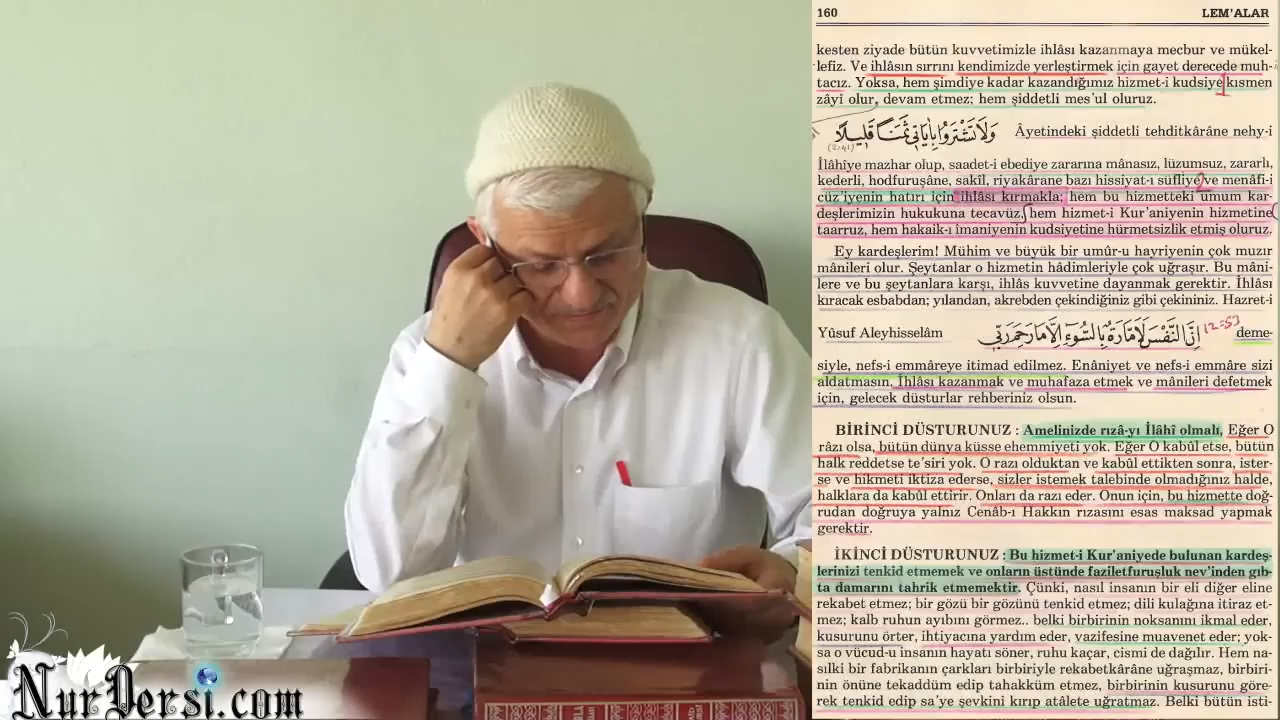 160 LEM'ALAR
kesten ziyade bütün kuvvetimizle ihlâsı kazanmaya mecbur ve mükel-
lefiz. Ve ihlâsın sırrını kendimizde yerleştirmek için gayet derecede muh-
tacız. Yoksa, hem şimdiye kadar kazandığımız hizmet-i kudsiye kısmen
zâyî olur, devam etmez; hem şiddetli mes'ul oluruz.
وَلَا تَشْتَرُوا بِاٰيَاتِى ثَمَنًا قَلِيلًا Âyetindeki şiddetli tehditkârâne nehy-i
(2:41)
İlâhîye mazhar olup, saadet-i ebediye zararına mânasız, lüzumsuz, zararlı,
kederli, hodfuruşâne, sakîl, riyakârane bazı hissiyat-ı süfliye ve menâfi-i
cüz'iyenin hatırı için ihlâsı kırmakla; hem bu hizmetteki umum kar-
deşlerimizin hukukuna tecavüz, hem hizmet-i Kur'aniyenin hizmetine
taarruz, hem hakaik-ı îmaniyenin kudsiyetine hürmetsizlik etmiş oluruz.
Ey kardeşlerim! Mühim ve büyük bir umûr-u hayriyenin çok muzır
mânileri olur. Şeytanlar o hizmetin hâdimleriyle çok uğraşır. Bu mâni-
lere ve bu şeytanlara karşı, ihlâs kuvvetine dayanmak gerektir. İhlâsı
kıracak esbabdan; yılandan, akrebden çekindiğiniz gibi çekininiz. Hazret-i
Yûsuf Aleyhisselâm اِنَّ النَّفْسَ لَاَمَّارَةٌ بِالسُّوۤءِ اِلَّا مَا رَحِمَ رَبِّى 12:53 deme-
siyle, nefs-i emmâreye itimad edilmez. Enâniyet ve nefs-i emmâre sizi
aldatmasın. İhlâsı kazanmak ve muhafaza etmek ve mânileri defetmek
için, gelecek düsturlar rehberiniz olsun.
BİRİNCİ DÜSTURUNUZ : Amelinizde rızâ-yı İlâhî olmalı. Eğer O
râzı olsa, bütün dünya küsse ehemmiyeti yok. Eğer O kabûl etse, bütün
halk reddetse te'siri yok. O razı olduktan ve kabûl ettikten sonra, ister-
se ve hikmeti iktiza ederse, sizler istemek talebinde olmadığınız halde,
halklara da kabûl ettirir. Onları da razı eder. Onun için, bu hizmette doğ-
rudan doğruya yalnız Cenâb-ı Hakkın rızasını esas maksad yapmak
gerektir.
İKİNCİ DÜSTURUNUZ : Bu hizmet-i Kur'aniyede bulunan kardeş-
lerinizi tenkid etmemek ve onların üstünde faziletfuruşluk nev'inden gıb-
ta damarını tahrik etmemektir. Çünki, nasıl insanın bir eli diğer eline
rekabet etmez; bir gözü bir gözünü tenkid etmez; dili kulağına itiraz et-
mez; kalb ruhun ayıbını görmez.. belki birbirinin noksanını ikmal eder,
kusurunu örter, ihtiyacına yardım eder, vazifesine muavenet eder; yok-
sa o vücud-u insanın hayatı söner, ruhu kaçar, cismi de dağılır. Hem na-
sılki bir fabrikanın çarkları birbiriyle rekabetkârâne uğraşmaz, birbiri-
nin önüne tekaddüm edip tahakküm etmez, birbirinin kusurunu göre-
rek tenkid edip sa'ye şevkini kırıp atâlete uğratmaz. Belki bütün isti-
NurDersi.com